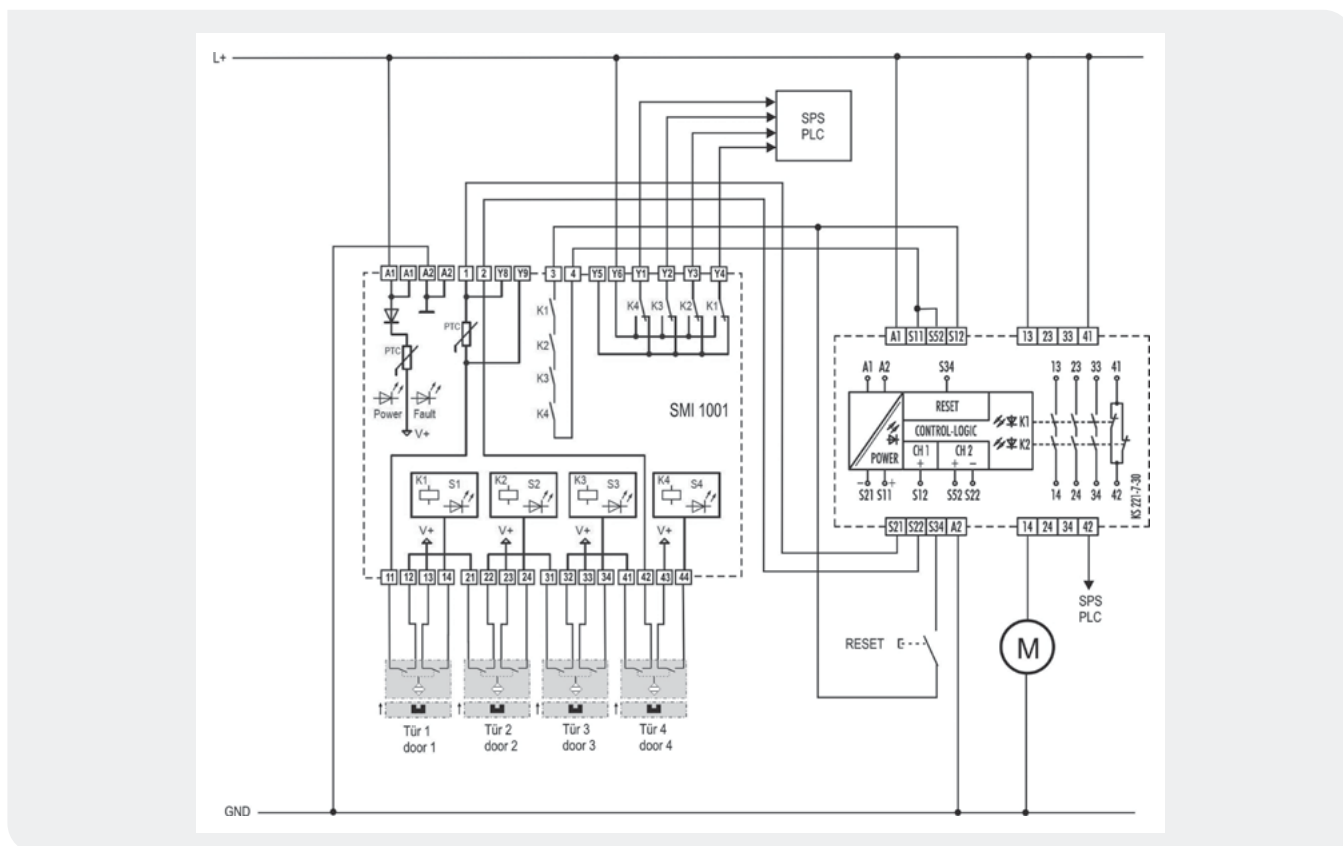 L+
SPS
PLC
A1 A1 A2 A2 1 2 Y8 Y9 3 4 Y5 Y6 Y1 Y2 Y3 Y4
K1 K4 K3 K2 K1
PTC
K2
PTC
K3
Power Fault
K4
SMI 1001
V+
K1 S1 K2 S2 K3 S3 K4 S4
V+ V+ V+ V+
11 12 13 14 21 22 23 24 31 32 33 34 41 42 43 44
Tür 1 Tür 2 Tür 3 Tür 4
door 1 door 2 door 3 door 4
A1 S11 S52 S12 13 23 33 41
A1 A2 S34 13 23 33 41
RESET
CONTROL-LOGIC
K1
K2
POWER CH 1 CH 2
+ + −
− S21 S11 + S12 S52 S22 14 24 34 42
KS 221-7-30
S21 S22 S34 A2 14 24 34 42
SPS
PLC
RESET
M
GND